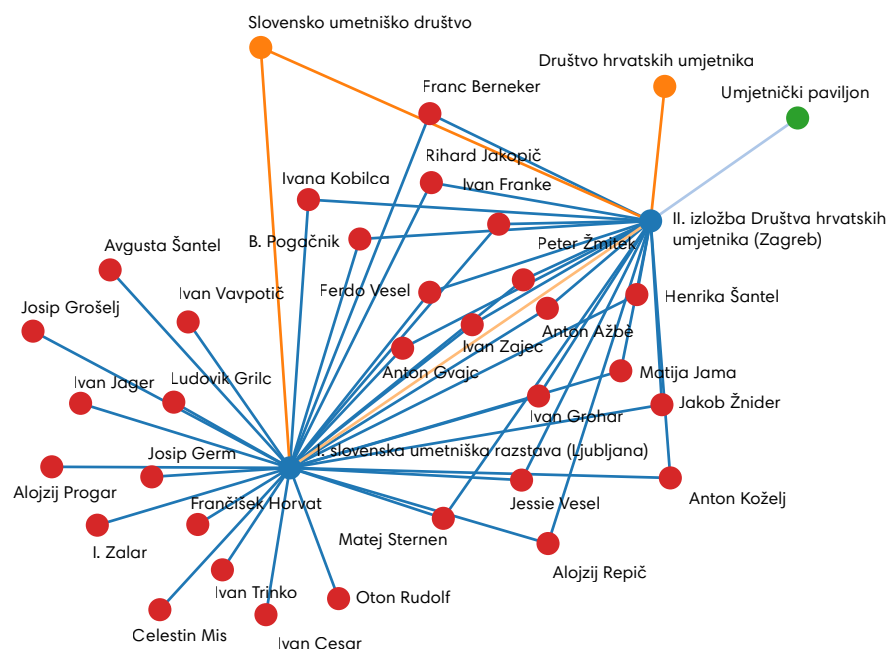 Slovensko umetniško društvo
Društvo hrvatskih umjetnika
Franc Berneker
Umjetnički paviljon
Rihard Jakopič
Ivana Kobilca
Ivan Franke
II. izložba Društva hrvatskih
umjetnika (Zagreb)
B. Pogačnik
Peter Žmitek
Avgusta Šantel
Ivan Vavpotič
Ferdo Vesel
Henrika Šantel
Josip Grošelj
Anton Ažbè
Ivan Zajec
Anton Gvajc
Matija Jama
Ivan Jager
Ludovik Grilc
Jakob Žnider
Ivan Grohar
I. slovenska umetniška razstava (Ljubljana)
Josip Germ
Alojzij Progar
Frančišek Horvat
Jessie Vesel
Anton Koželj
Matej Sternen
I. Zalar
Alojzij Repič
Ivan Trinko
Oton Rudolf
Celestin Mis
Ivan Cesar